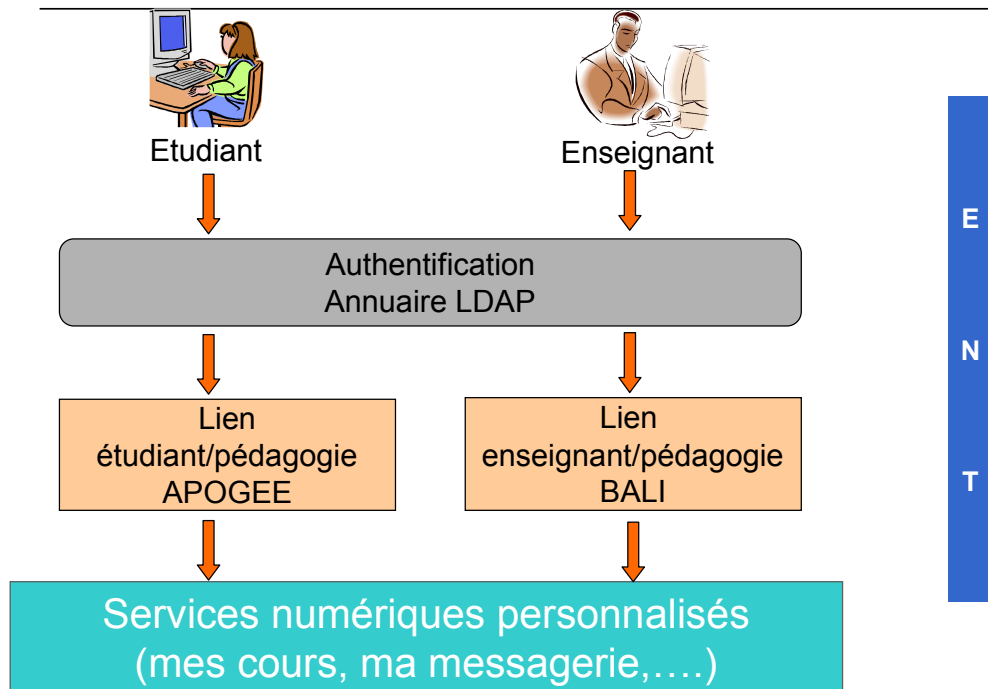 Etudiant
Enseignant
Authentification
Annuaire LDAP
Lien
étudiant/pédagogie
APOGEE
Lien
enseignant/pédagogie
BALI
Services numériques personnalisés
(mes cours, ma messagerie,….)
E
N
T